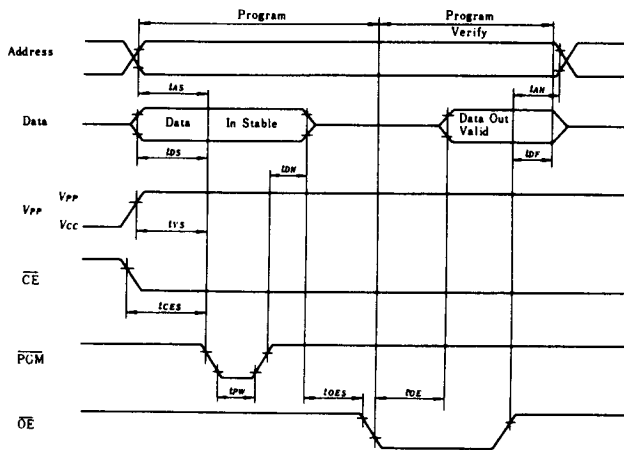 Program Program
Verify
Address
tAS tAH
Data Data In Stable Data Out
Valid
tDS tDF
tDH
VPP VPP
VCC
tVS
CE
tCES
PGM
tPW
tOES tOE
OE